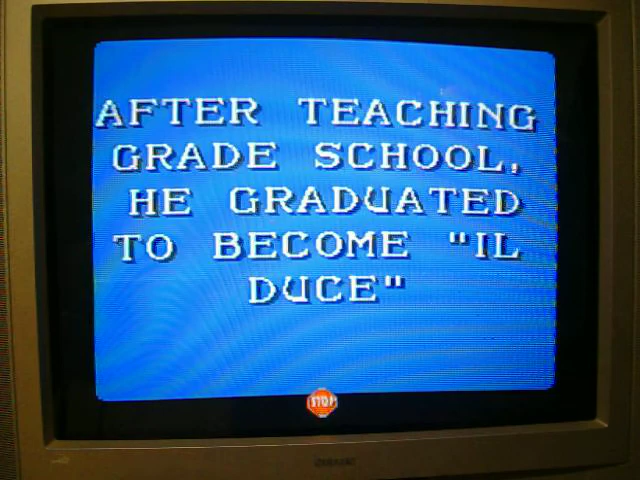 AFTER TEACHING
GRADE SCHOOL,
HE GRADUATED
TO BECOME "IL
DUCE"
STOP